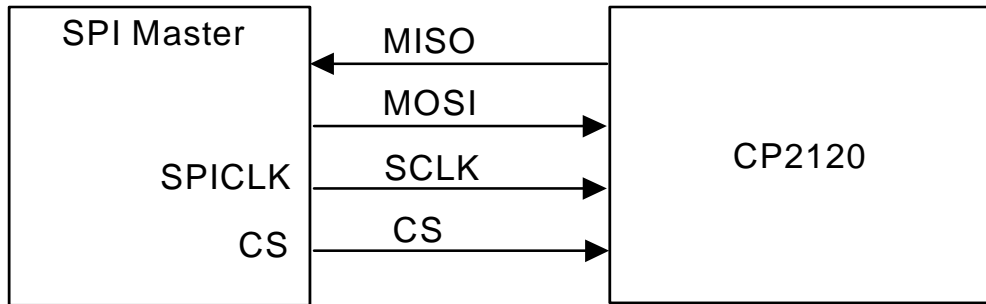 SPI Master
MISO
MOSI
CP2120
SPICLK
SCLK
CS
CS